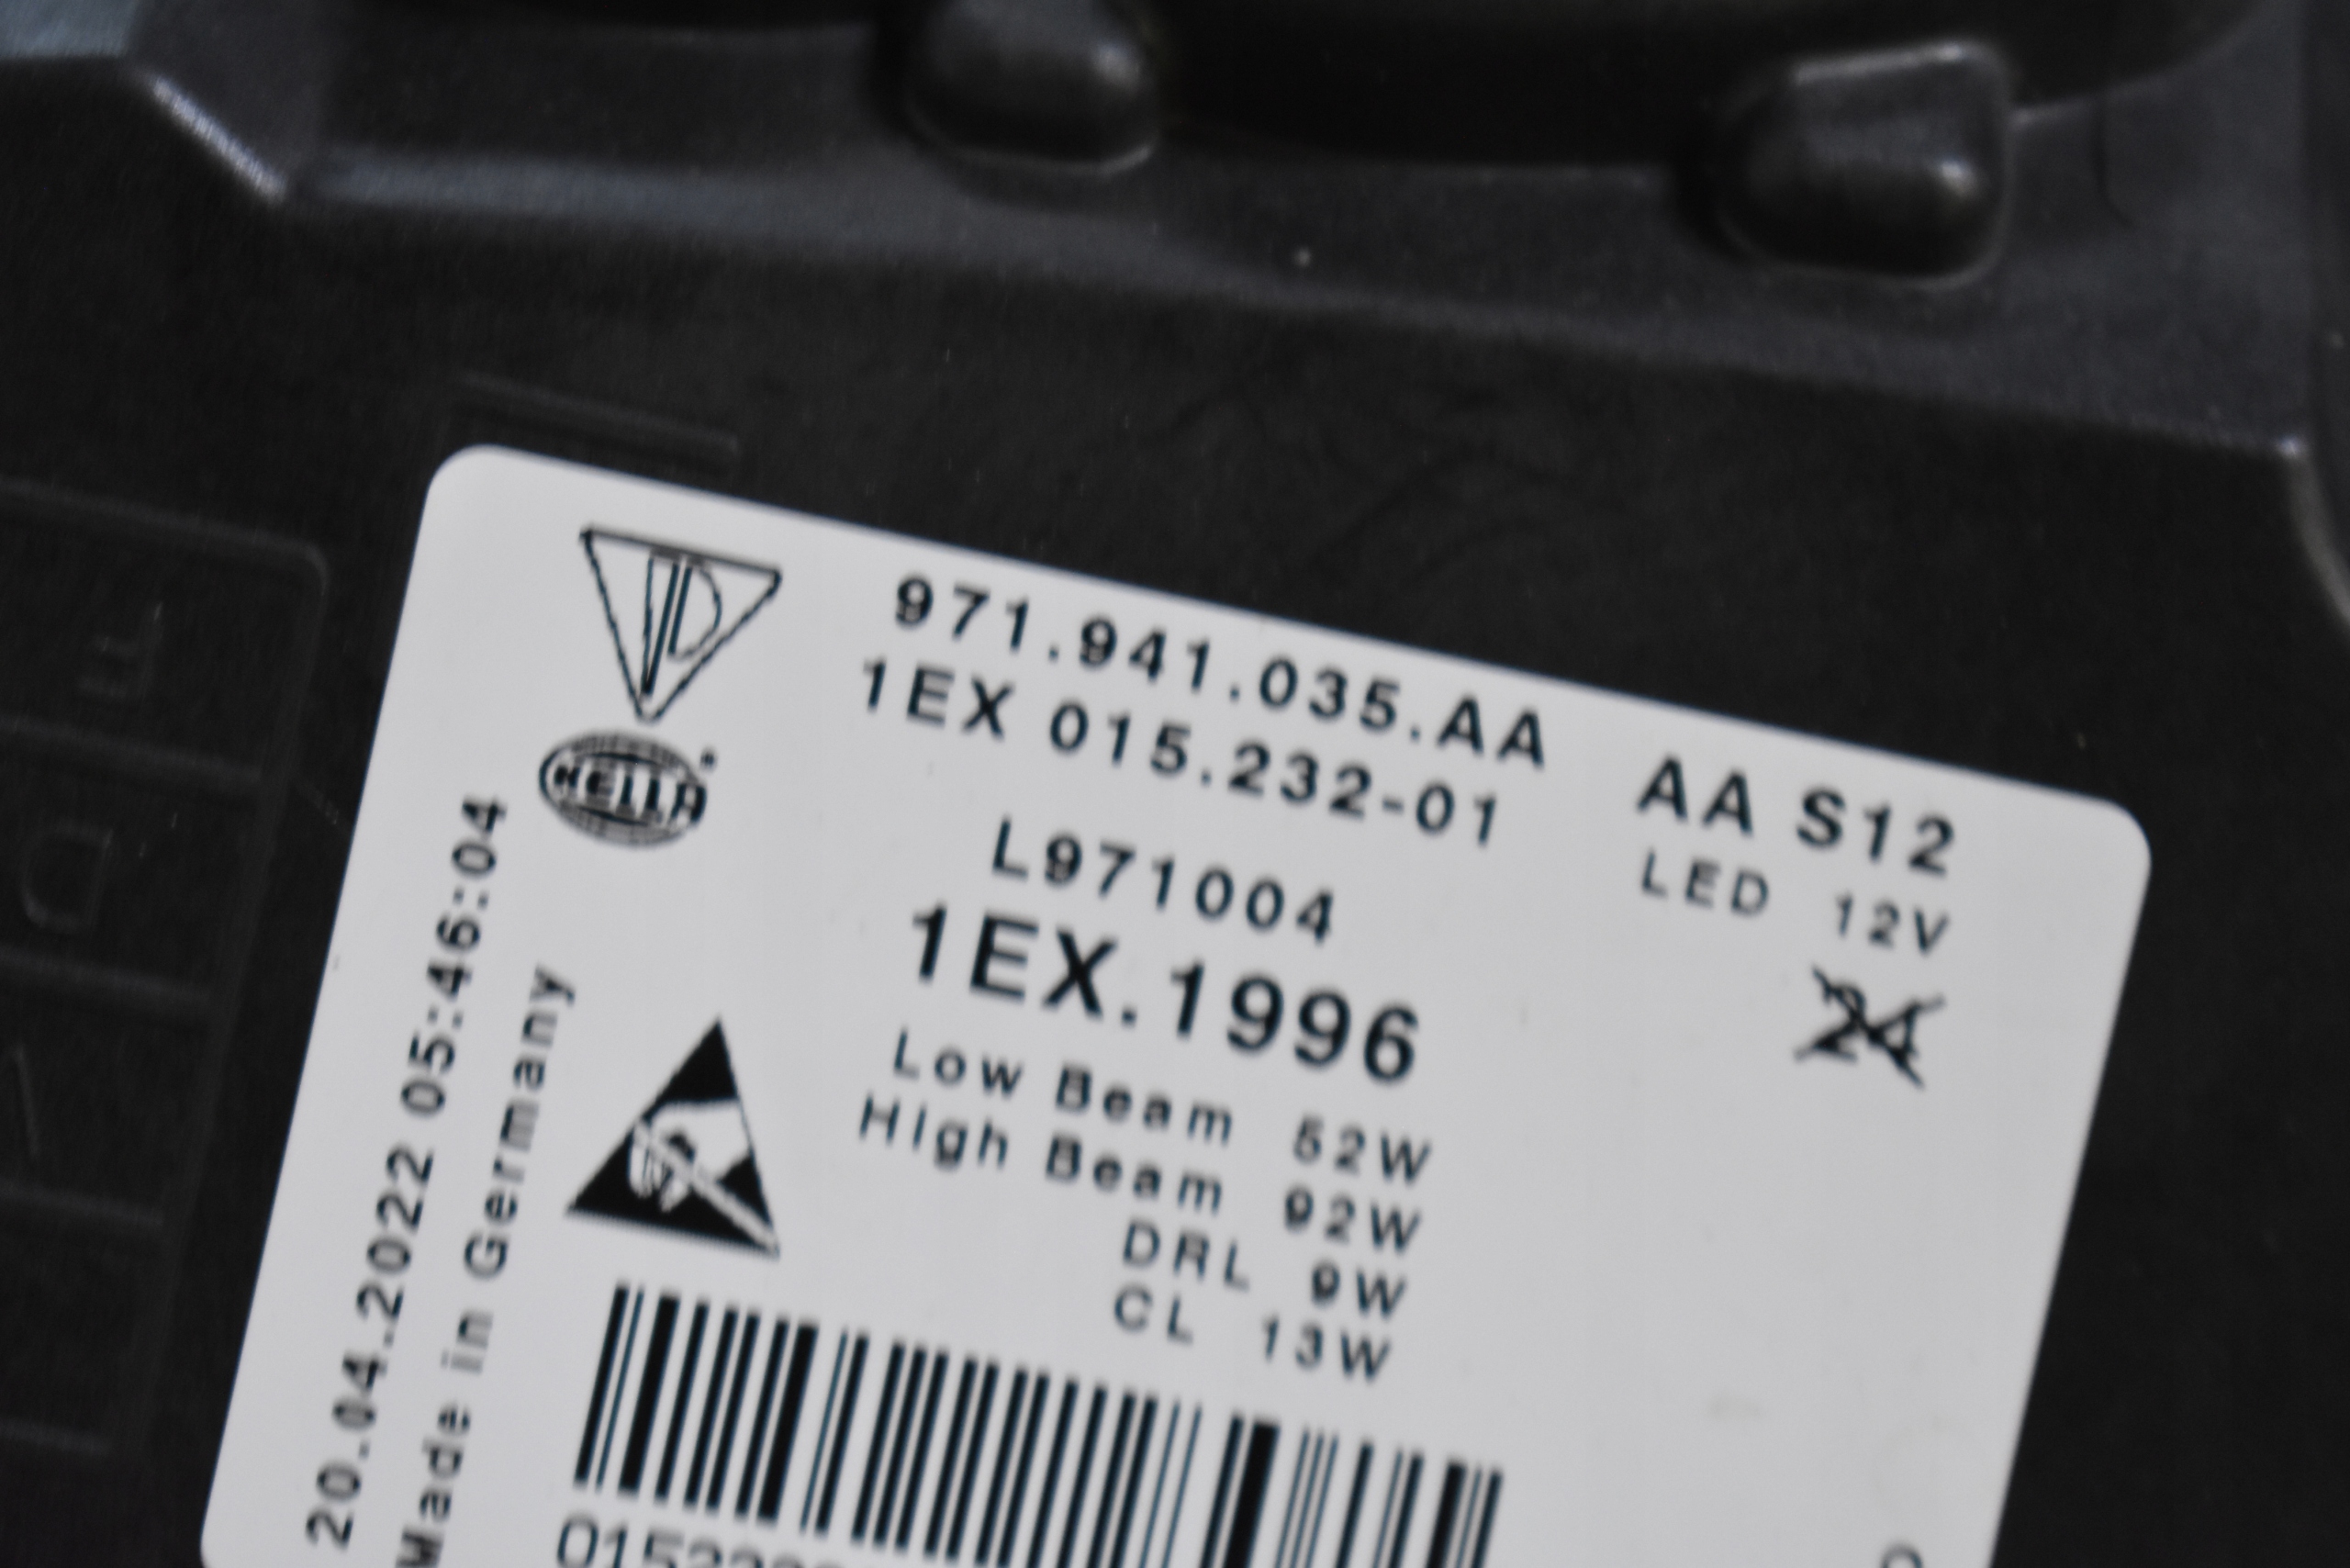 971.941.035.AA AA S12
1EX 015.232-01 LED 12V
HELLA
L971004
24
1EX.1996
Low Beam 52W
High Beam 92W
DRL 9W
CL 13W
20.04.2022 05:46:04
Made in Germany
F
D